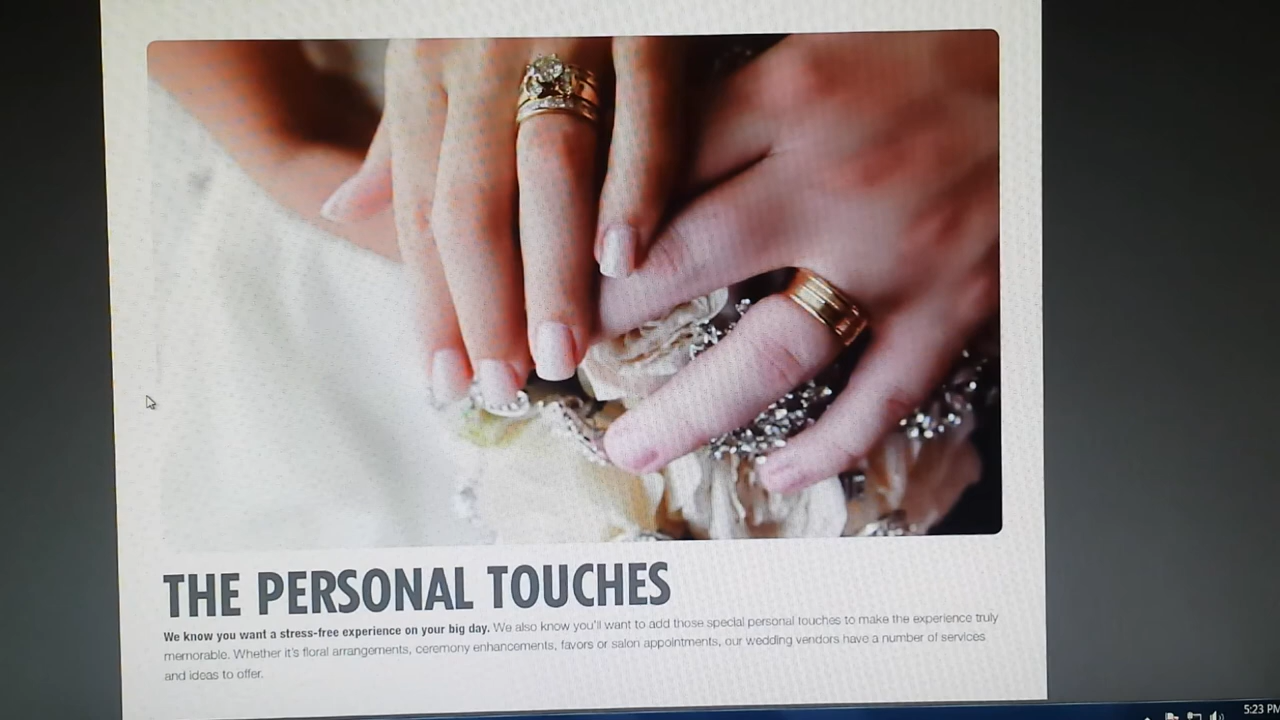 THE PERSONAL TOUCHES
We know you want a stress-free experience on your big day. We also know you'll want to add those special personal touches to make the experience truly
memorable. Whether it's floral arrangements, ceremony enhancements, favors or salon appointments, our wedding vendors have a number of services
and ideas to offer.
5:23 PM